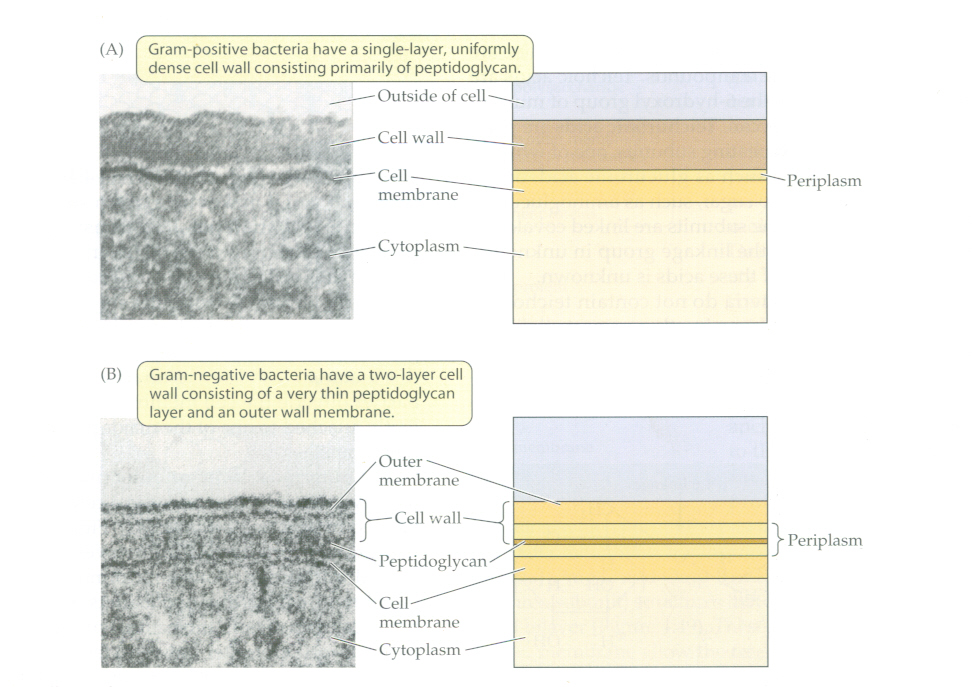 (A)
Gram-positive bacteria have a single-layer, uniformly
dense cell wall consisting primarily of peptidoglycan.
Outside of cell
Cell wall
Cell
membrane
Periplasm
Cytoplasm
(B)
Gram-negative bacteria have a two-layer cell
wall consisting of a very thin peptidoglycan
layer and an outer wall membrane.
Outer
membrane
Cell wall
Periplasm
Peptidoglycan
Cell
membrane
Cytoplasm